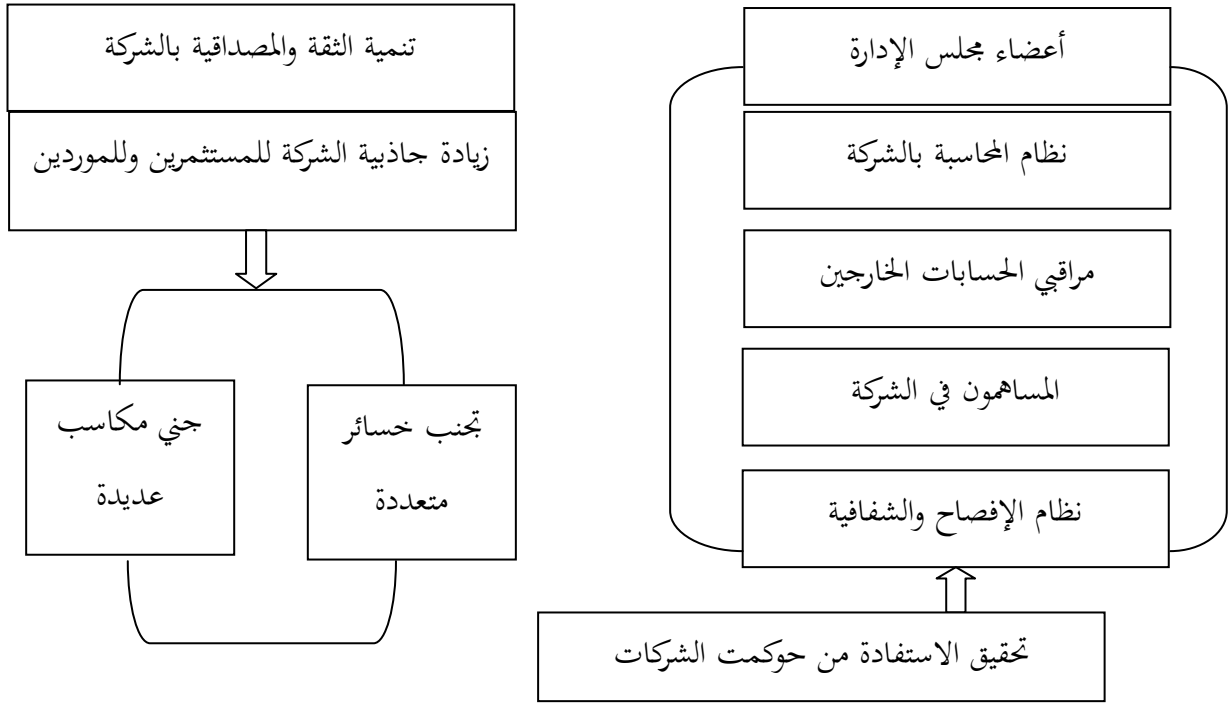 أعضاء مجلس الإدارة
نظام المحاسبة بالشركة
مراقبي الحسابات الخارجين
المساهمون في الشركة
نظام الإفصاح والشفافية
تحقيق الاستفادة من حوكمت الشركات
تنمية الثقة والمصداقية بالشركة
زيادة جاذبية الشركة للمستثمرين وللموردين
تجنب خسائر
متعددة
جني مكاسب
عديدة